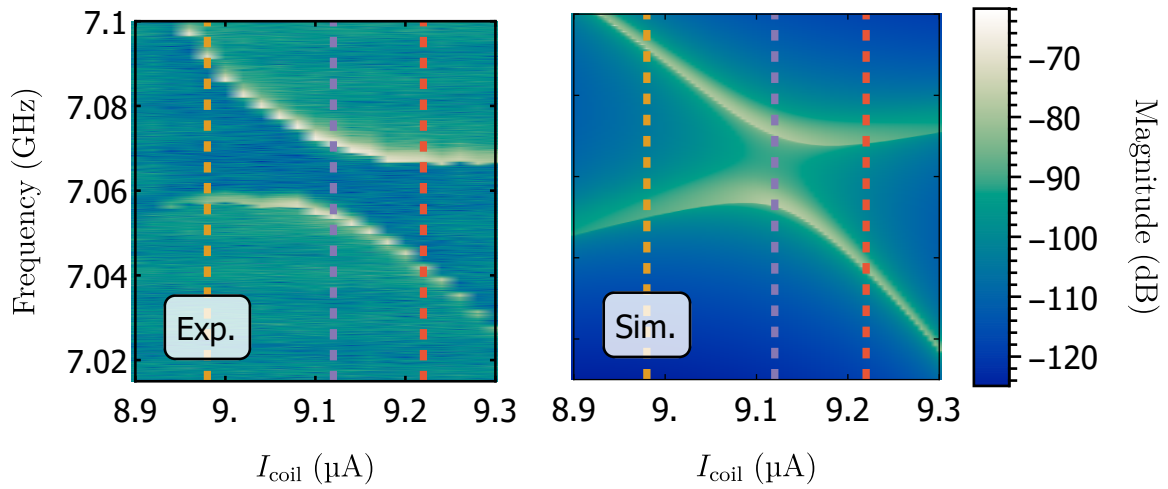 Frequency (GHz)
7.1
7.08
7.06
7.04
7.02
Exp.
8.9 9. 9.1 9.2 9.3
I_coil (µA)
Sim.
8.9 9. 9.1 9.2 9.3
I_coil (µA)
−70
−80
−90
−100
−110
−120
Magnitude (dB)